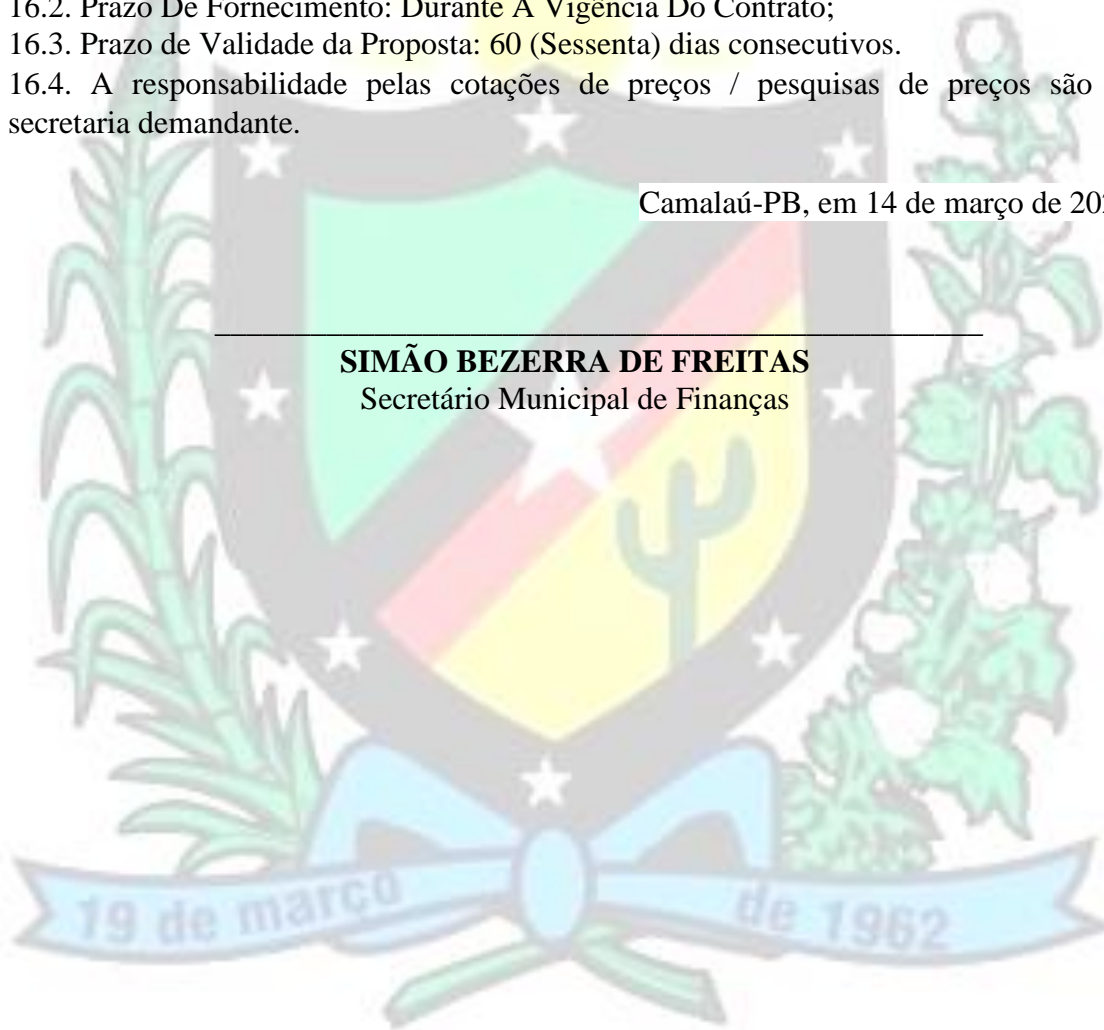 16.2. Prazo De Fornecimento: Durante A Vigência Do Contrato;
16.3. Prazo de Validade da Proposta: 60 (Sessenta) dias consecutivos.
16.4. A responsabilidade pelas cotações de preços / pesquisas de preços são
secretaria demandante.
Camalaú-PB, em 14 de março de
SIMÃO BEZERRA DE FREITAS
Secretário Municipal de Finanças
19 de março de 1962